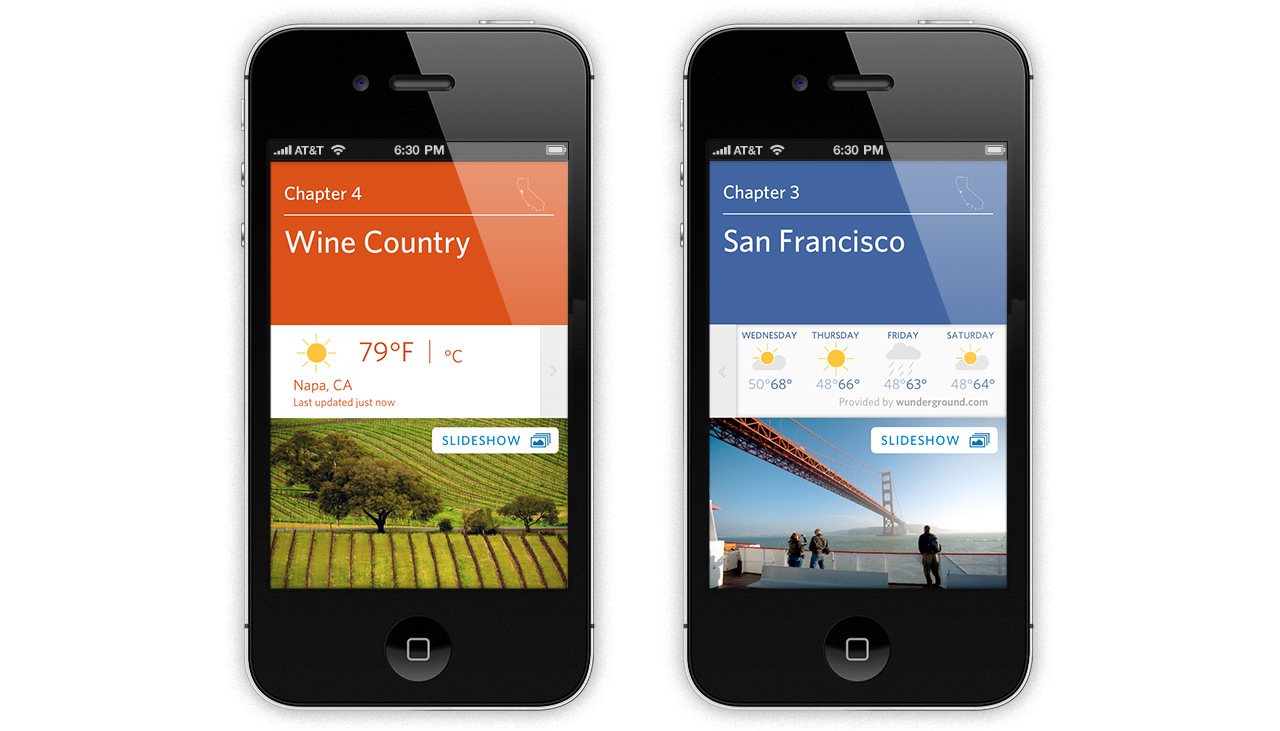 AT&T 6:30 PM
Chapter 4
Wine Country
79°F | °C
Napa, CA
Last updated just now
SLIDESHOW
AT&T 6:30 PM
Chapter 3
San Francisco
WEDNESDAY THURSDAY FRIDAY SATURDAY
50°68° 48°66° 48°63° 48°64°
Provided by wunderground.com
SLIDESHOW